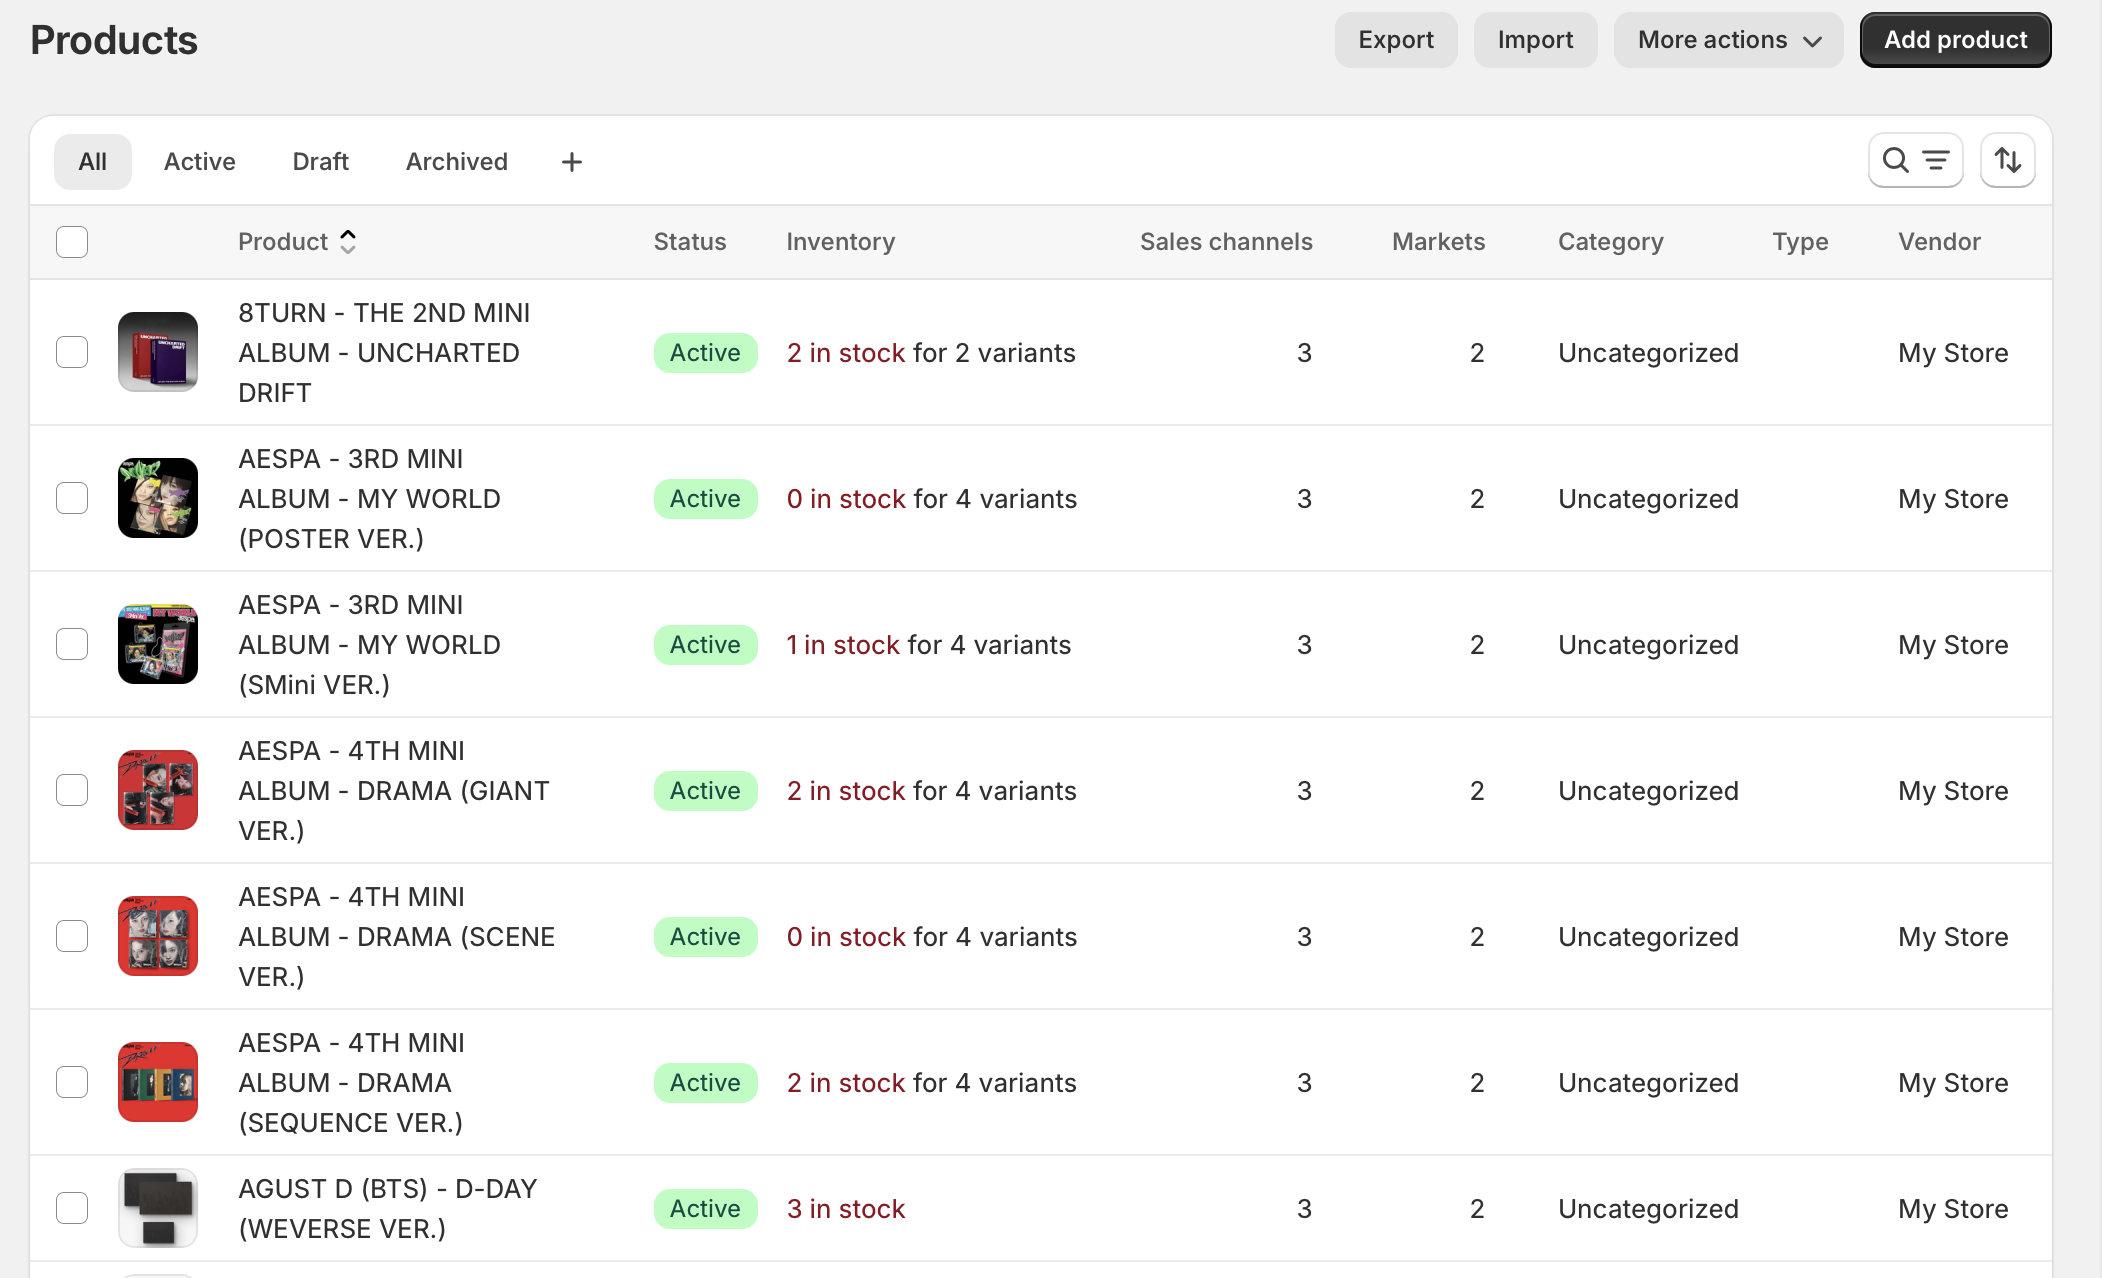 Products
Export
Import
More actions
Add product
All
Active
Draft
Archived
+
Product
Status
Inventory
Sales channels
Markets
Category
Type
Vendor
8TURN - THE 2ND MINI
ALBUM - UNCHARTED
DRIFT
Active
2 in stock for 2 variants
3
2
Uncategorized
My Store
AESPA - 3RD MINI
ALBUM - MY WORLD
(POSTER VER.)
Active
0 in stock for 4 variants
3
2
Uncategorized
My Store
AESPA - 3RD MINI
ALBUM - MY WORLD
(SMini VER.)
Active
1 in stock for 4 variants
3
2
Uncategorized
My Store
AESPA - 4TH MINI
ALBUM - DRAMA (GIANT
VER.)
Active
2 in stock for 4 variants
3
2
Uncategorized
My Store
AESPA - 4TH MINI
ALBUM - DRAMA (SCENE
VER.)
Active
0 in stock for 4 variants
3
2
Uncategorized
My Store
AESPA - 4TH MINI
ALBUM - DRAMA
(SEQUENCE VER.)
Active
2 in stock for 4 variants
3
2
Uncategorized
My Store
AGUST D (BTS) - D-DAY
(WEVERSE VER.)
Active
3 in stock
3
2
Uncategorized
My Store